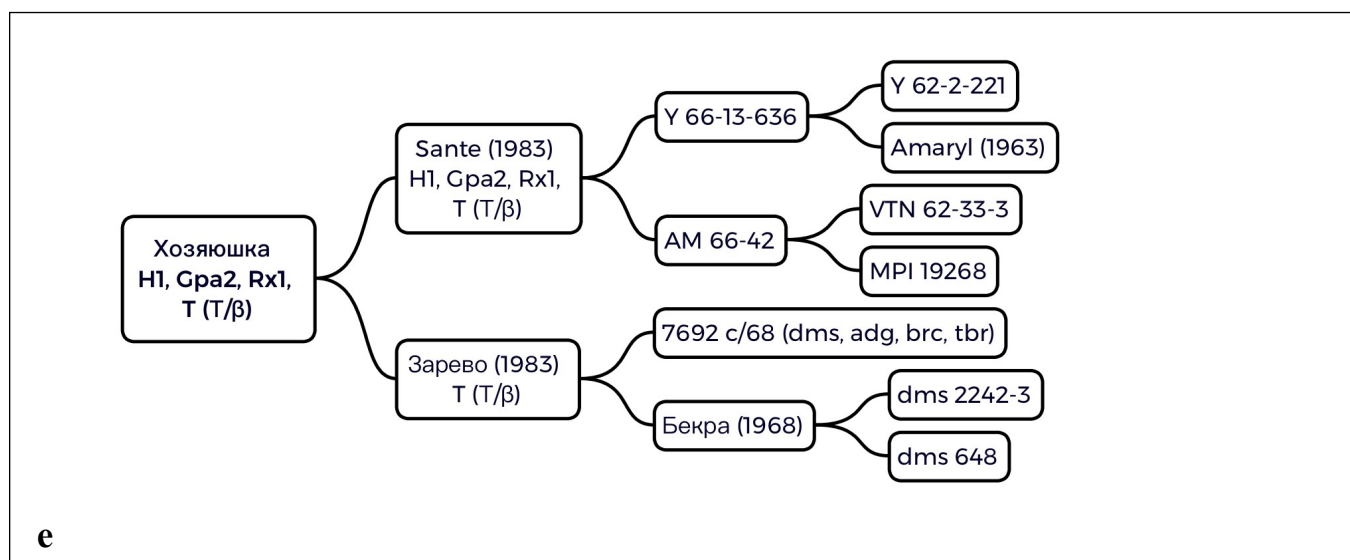 Хозяюшка
H1, Gpa2, Rx1,
T (T/β)
Sante (1983)
H1, Gpa2, Rx1,
T (T/β)
Зарево (1983)
T (T/β)
Y 66-13-636
AM 66-42
7692 c/68 (dms, adg, brc, tbr)
Бекра (1968)
Y 62-2-221
Amaryl (1963)
VTN 62-33-3
MPI 19268
dms 2242-3
dms 648
е